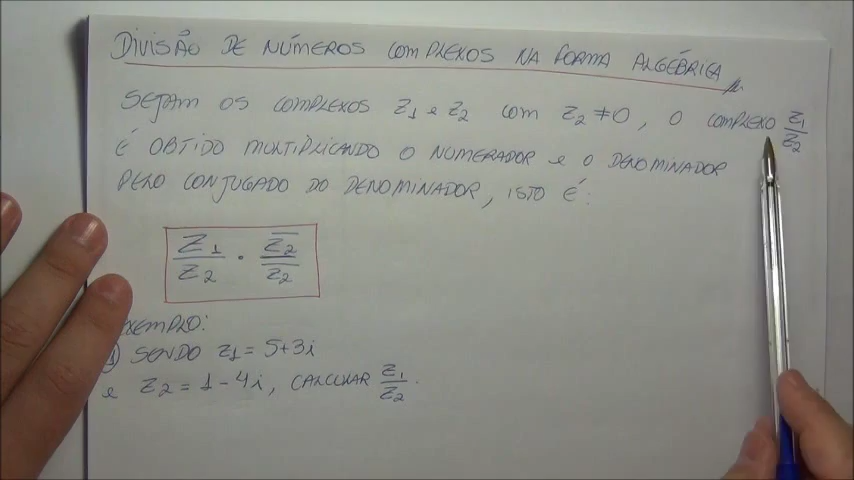 DIVISÃO DE NÚMEROS COMPLEXOS NA FORMA ALGÉBRICA
SEJAM OS COMPLEXOS Z1 e Z2 COM Z2 ≠ 0, O COMPLEXO Z1/Z2
É OBTIDO MULTIPLICANDO O NUMERADOR e O DENOMINADOR
PELO CONJUGADO DO DENOMINADOR, ISTO É:
Z1/Z2 · Z̅2/Z̅2
EXEMPLO:
1) SENDO Z1 = 5+3i
e Z2 = 1-4i, CALCULAR Z1/Z2.